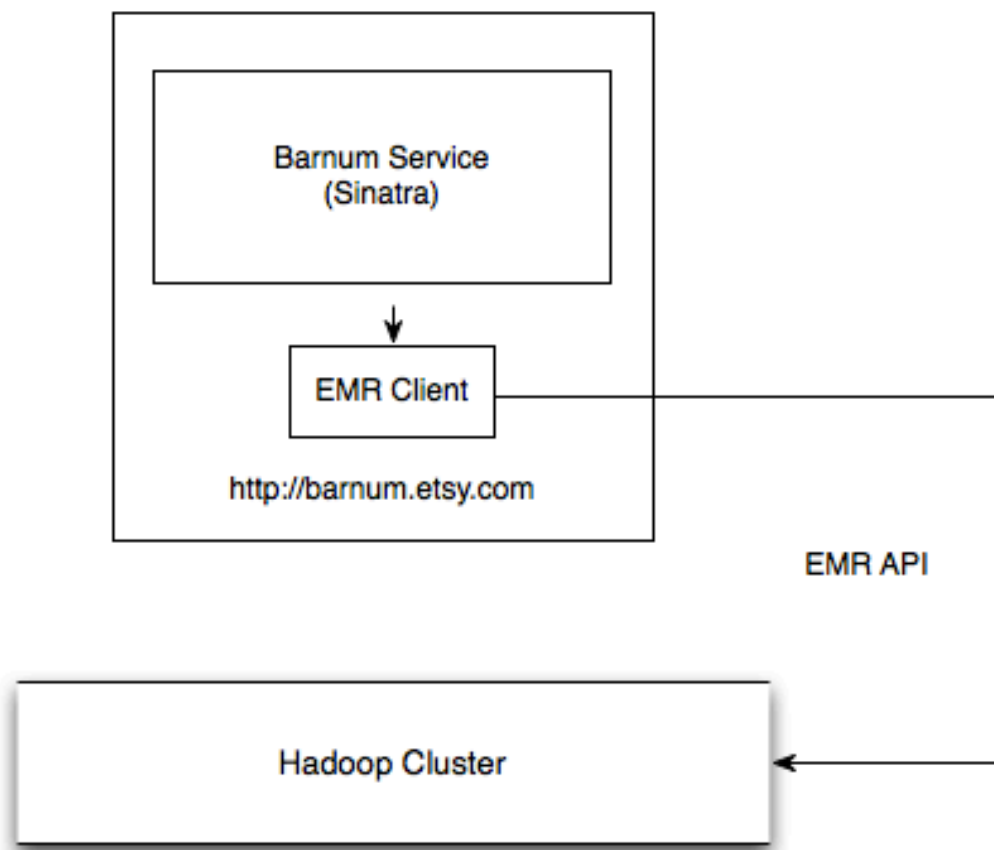 Barnum Service
(Sinatra)
EMR Client
http://barnum.etsy.com
EMR API
Hadoop Cluster